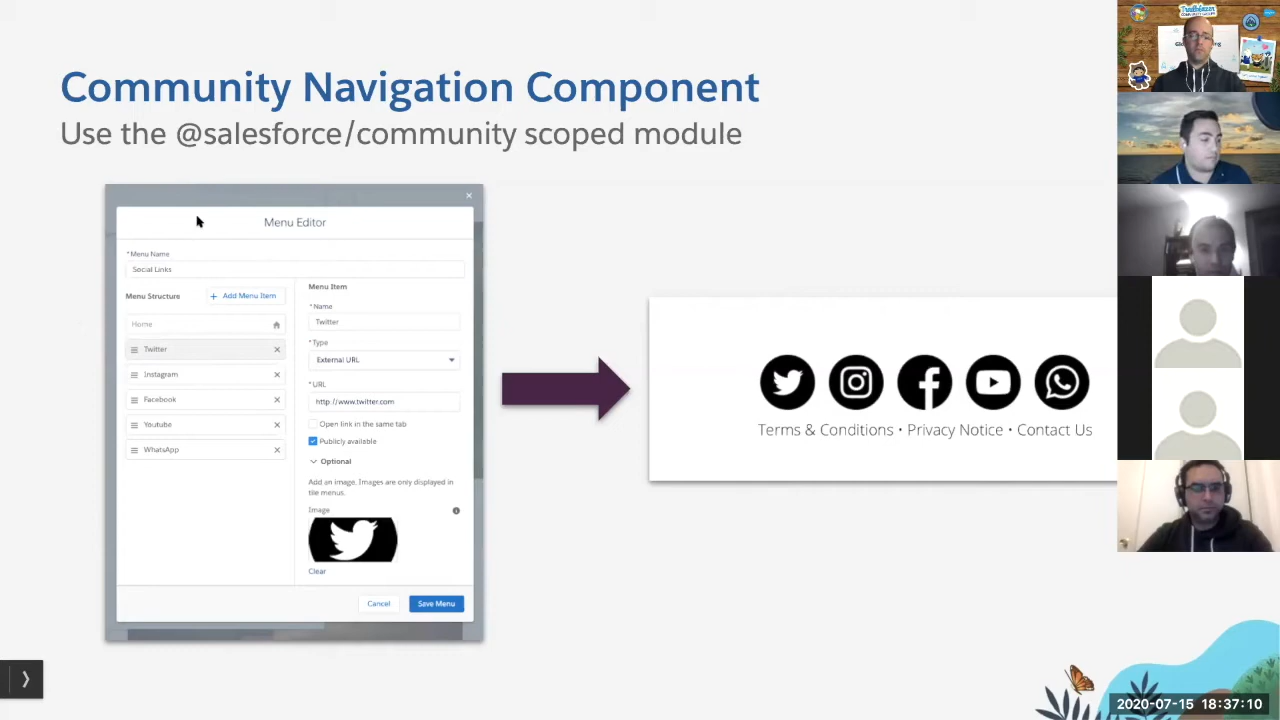 Community Navigation Component
Use the @salesforce/community scoped module
Menu Editor
* Menu Name
Social Links
Menu Structure
+ Add Menu Item
Home
Twitter
Instagram
Facebook
Youtube
WhatsApp
Menu Item
* Name
Twitter
* Type
External URL
* URL
http://www.twitter.com
Open link in the same tab
Publicly available
Optional
Add an image. Images are only displayed in
tile menus.
Image
Clear
Cancel
Save Menu
Terms & Conditions • Privacy Notice • Contact Us
Trailblazer
2020-07-15 18:37:10